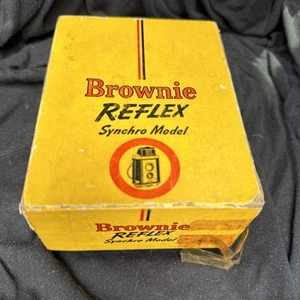 Brownie
REFLEX
Synchro Model
Brownie
REFLEX
Synchro Model